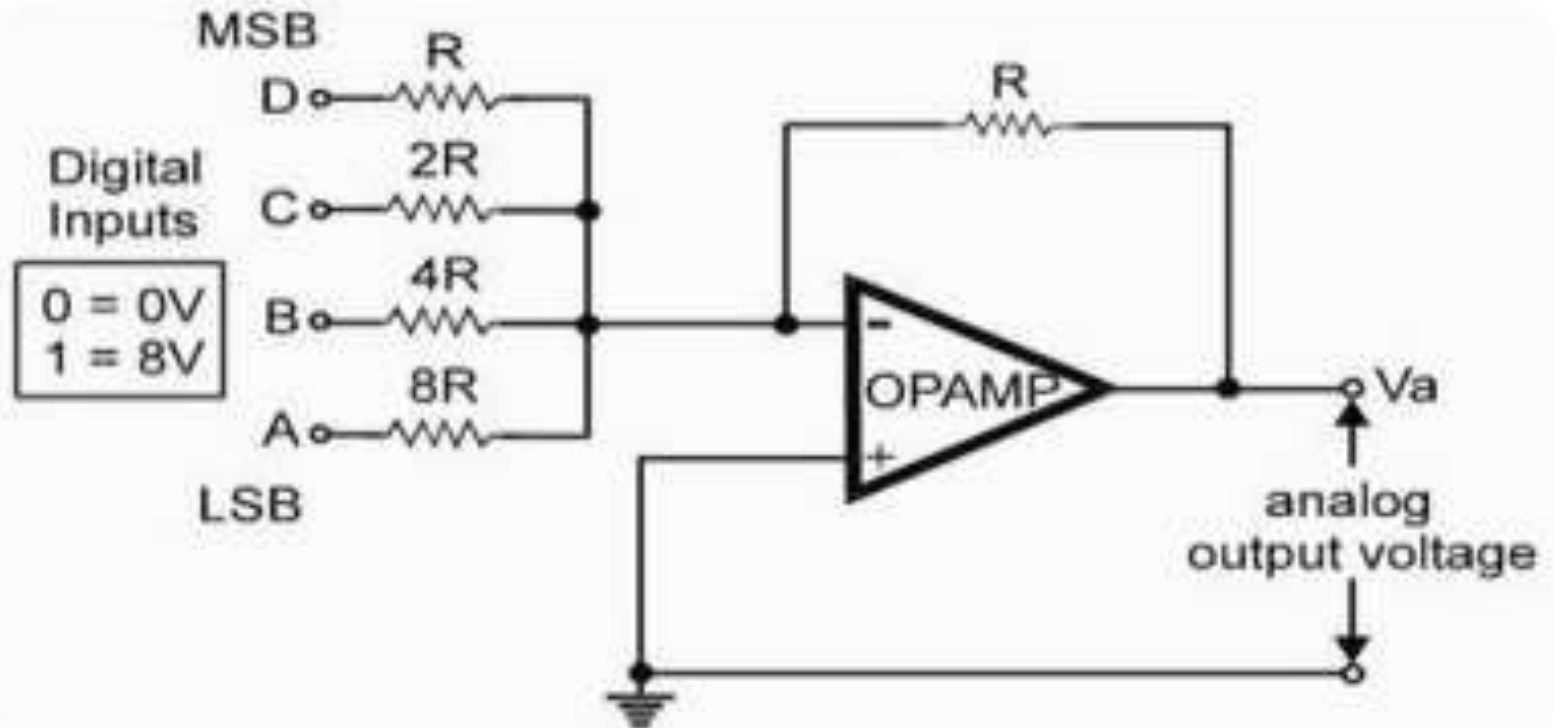 MSB
D
R
R
Digital
Inputs
0 = 0V
1 = 8V
C
2R
B
4R
A
8R
LSB
-
OPAMP
+
Va
analog
output voltage